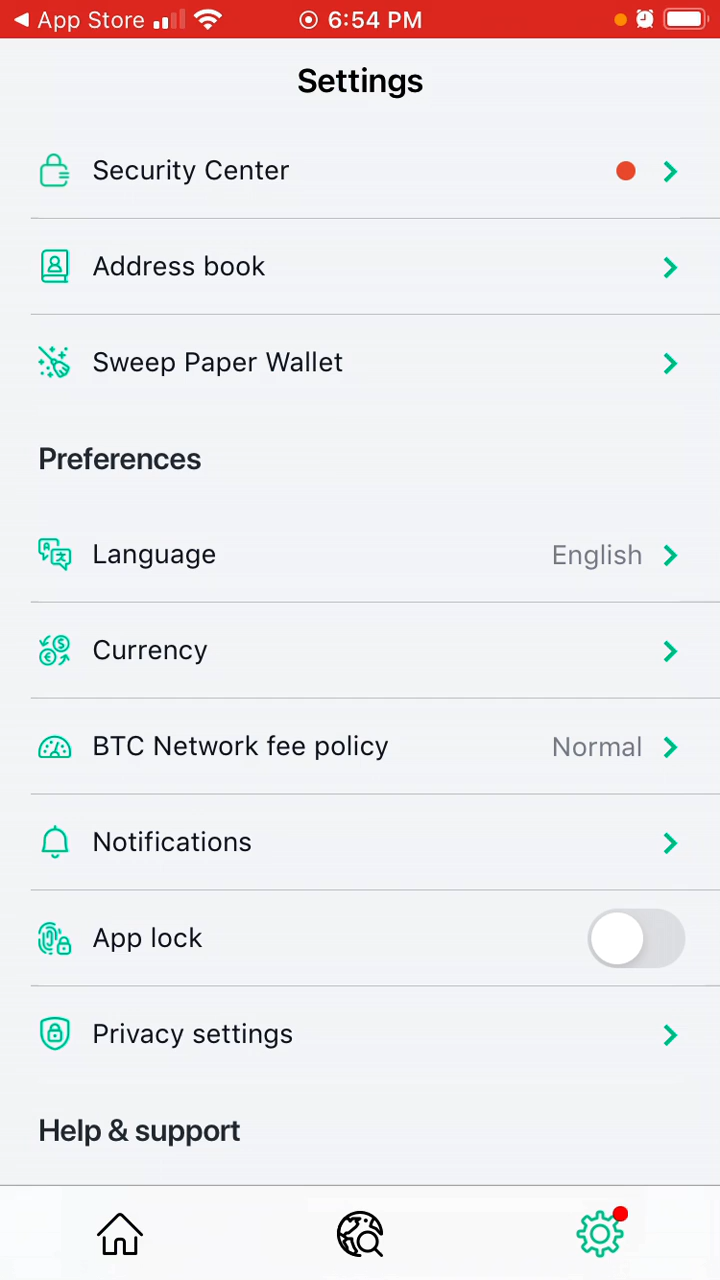 App Store 6:54 PM
Settings
Security Center
Address book
Sweep Paper Wallet
Preferences
Language English
Currency
BTC Network fee policy Normal
Notifications
App lock
Privacy settings
Help & support